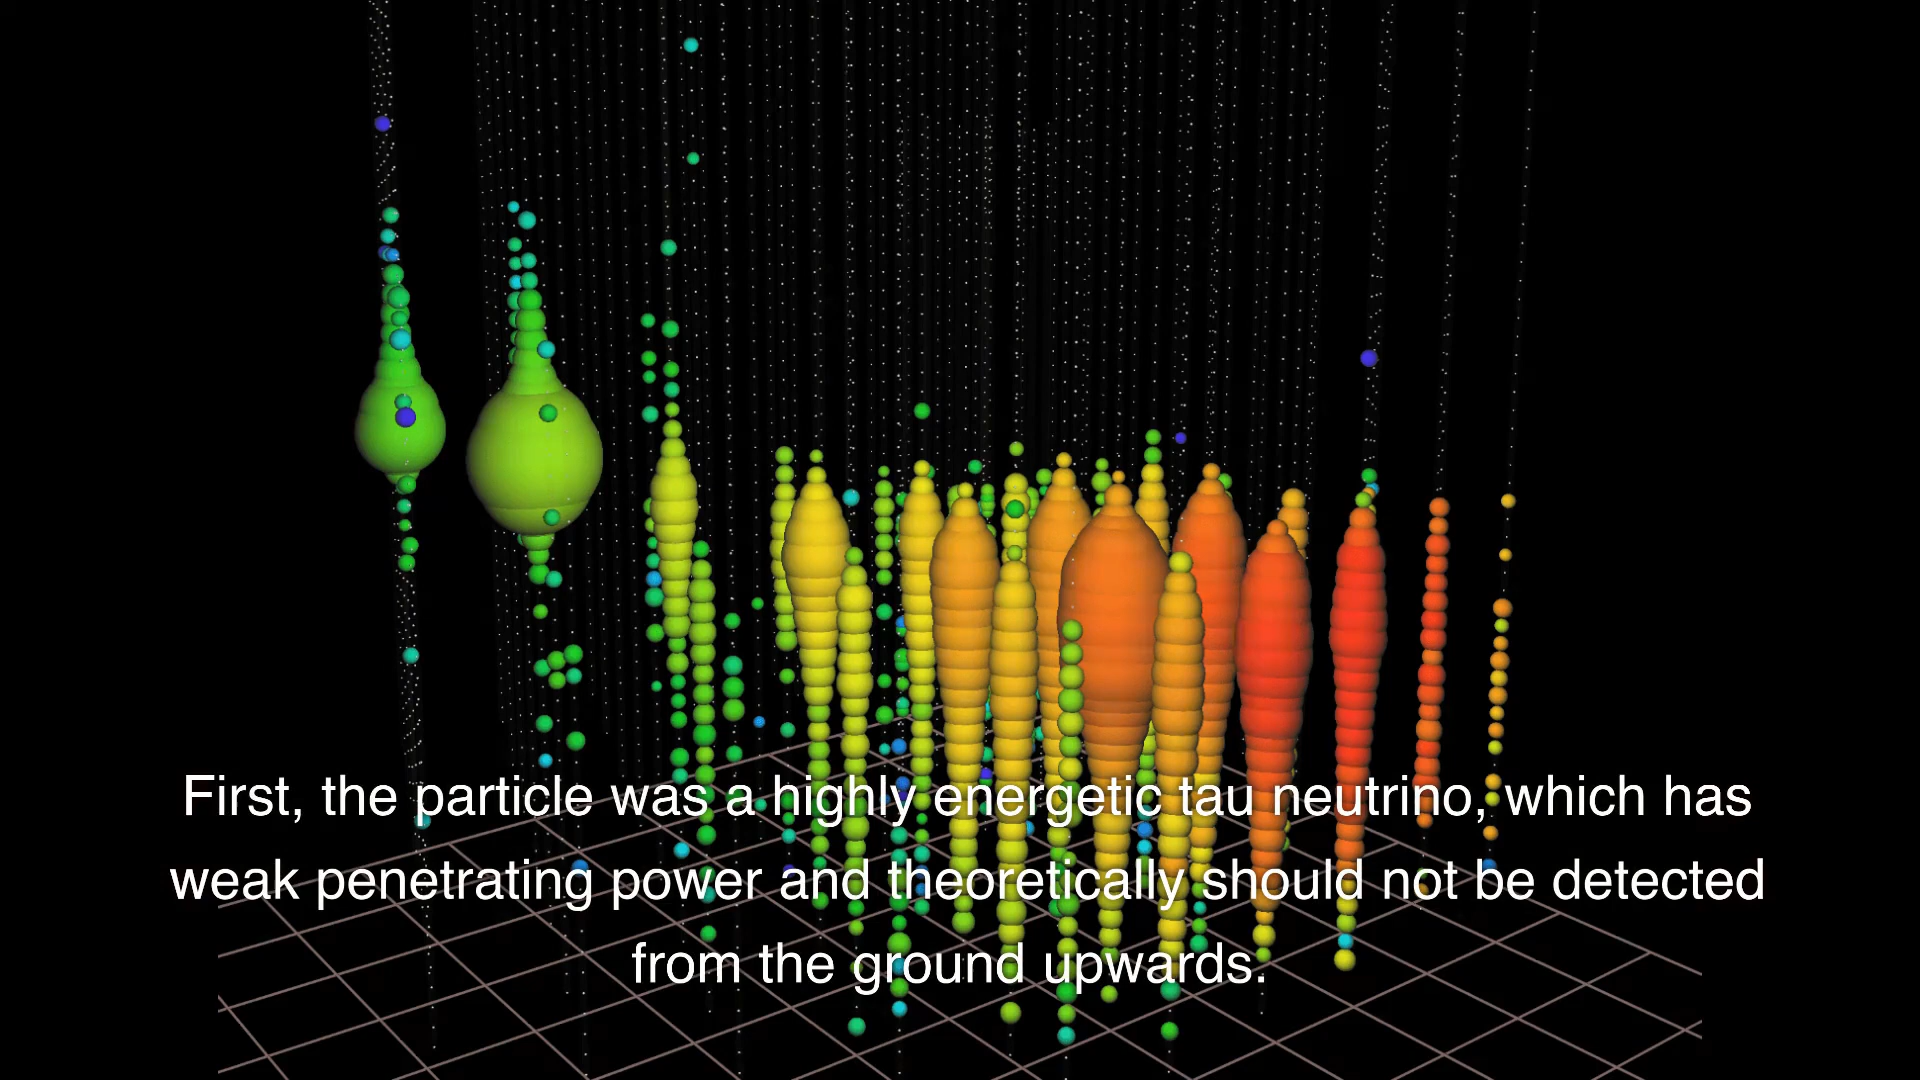 First, the particle was a highly energetic tau neutrino, which has
weak penetrating power and theoretically should not be detected
from the ground upwards.